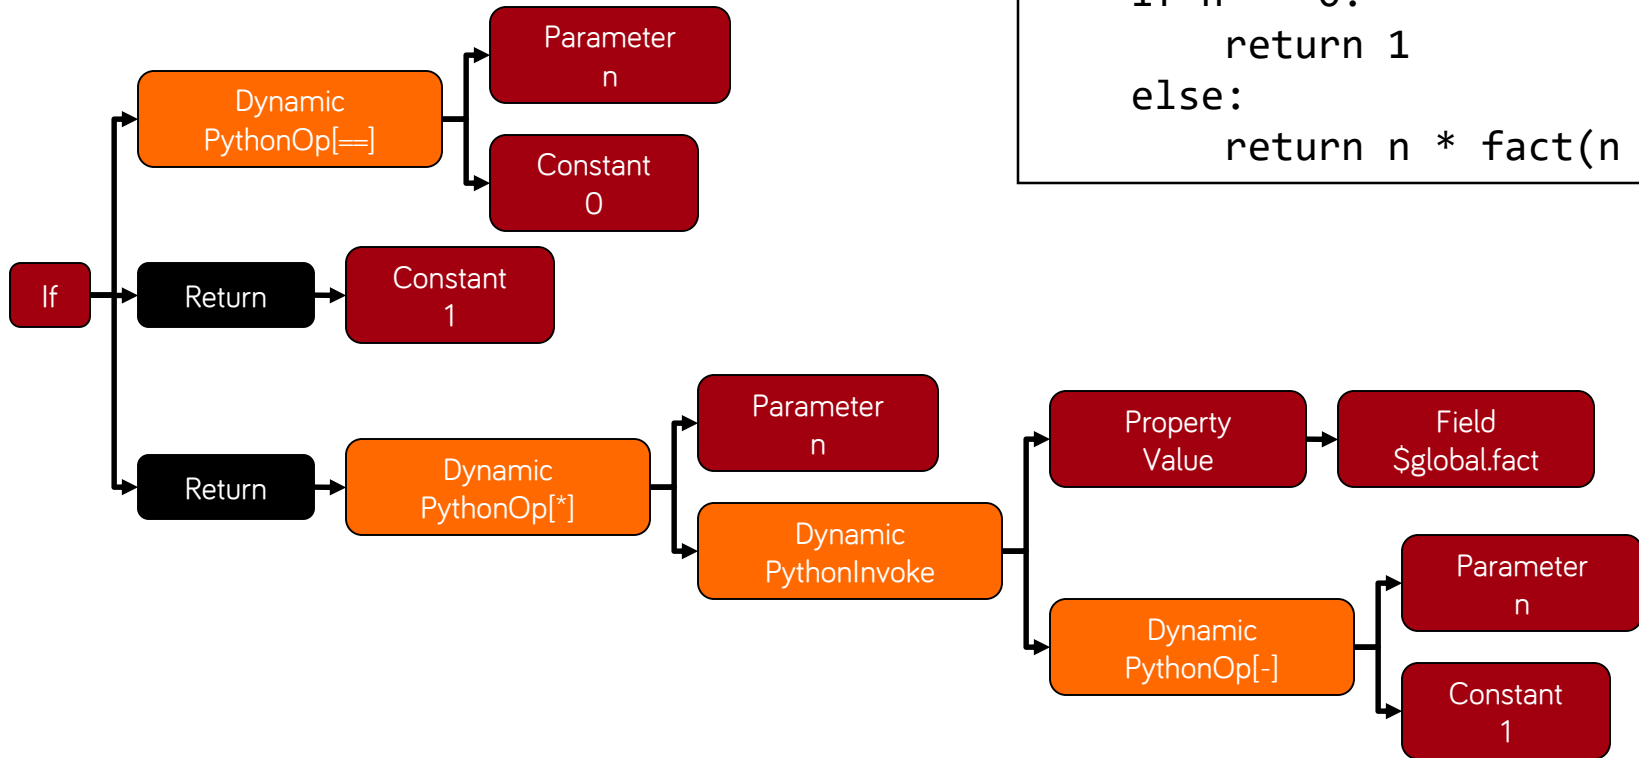 Parameter
n
Dynamic
PythonOp[==]
Constant
0
If
Return
Constant
1
Return
Dynamic
PythonOp[*]
Parameter
n
Dynamic
PythonInvoke
Property
Value
Field
$global.fact
Dynamic
PythonOp[-]
Parameter
n
Constant
1
return 1
else:
return n * fact(n